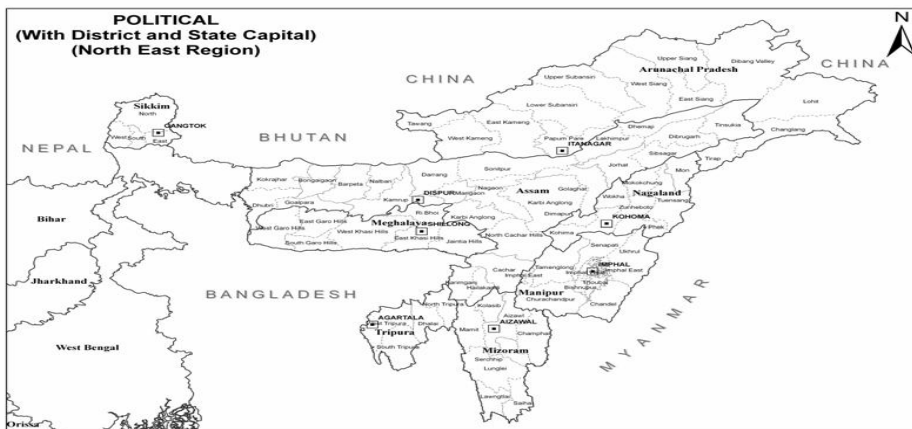 POLITICAL
(With District and State Capital)
(North East Region)
N
CHINA
CHINA
NEPAL
BHUTAN
BANGLADESH
MYANMAR
Sikkim
North
GANGTOK
West
South
East
Bihar
Jharkhand
West Bengal
Orissa
Arunachal Pradesh
Upper Siang
Dibang Valley
Upper Subansiri
West Siang
Lohit
East Siang
Lower Subansiri
Tawang
East Kameng
West Kameng
Papum Pare
ITANAGAR
Changlang
Tirap
Assam
Lakhimpur
Dhemaji
Tinsukia
Dibrugarh
Sibsagar
Jorhat
Golaghat
Sonitpur
Darrang
Nagaon
Kokrajhar
Bongaigaon
Barpeta
Nalbari
Dhubri
Goalpara
Kamrup
DISPUR
Karbi Anglong
Karbi Anglong
North Cachar Hills
Cachar
Hailakandi
Nagaland
Mon
Mokokchung
Tuensang
Wokha
Zunheboto
Dimapur
Kohima
Phek
KOHOMA
Meghalaya
SHILLONG
Ri Bhoi
East Garo Hills
West Garo Hills
South Garo Hills
West Khasi Hills
East Khasi Hills
Jaintia Hills
Manipur
Senapati
Ukhrul
Tamenglong
IMPHAL
Imphal East
Imphal East
Thoubal
Bishnupur
Churachandpur
Chandel
Tripura
AGARTALA
West Tripura
North Tripura
Dhalai
South Tripura
Mizoram
AIZAWAL
Kolasib
Mamit
Aizawl
Champhai
Serchhip
Lunglei
Lawngtlai
Saiha